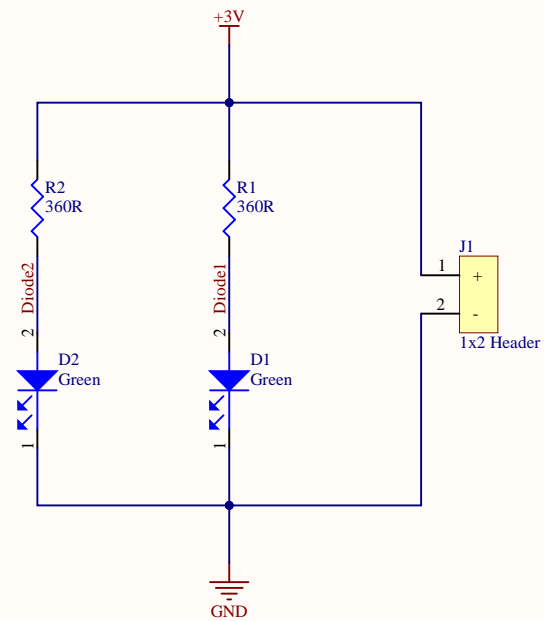 +3V
R2
360R
R1
360R
Diode2
Diode1
J1
1
+
2
-
1x2 Header
2
D2
Green
1
2
D1
Green
1
GND